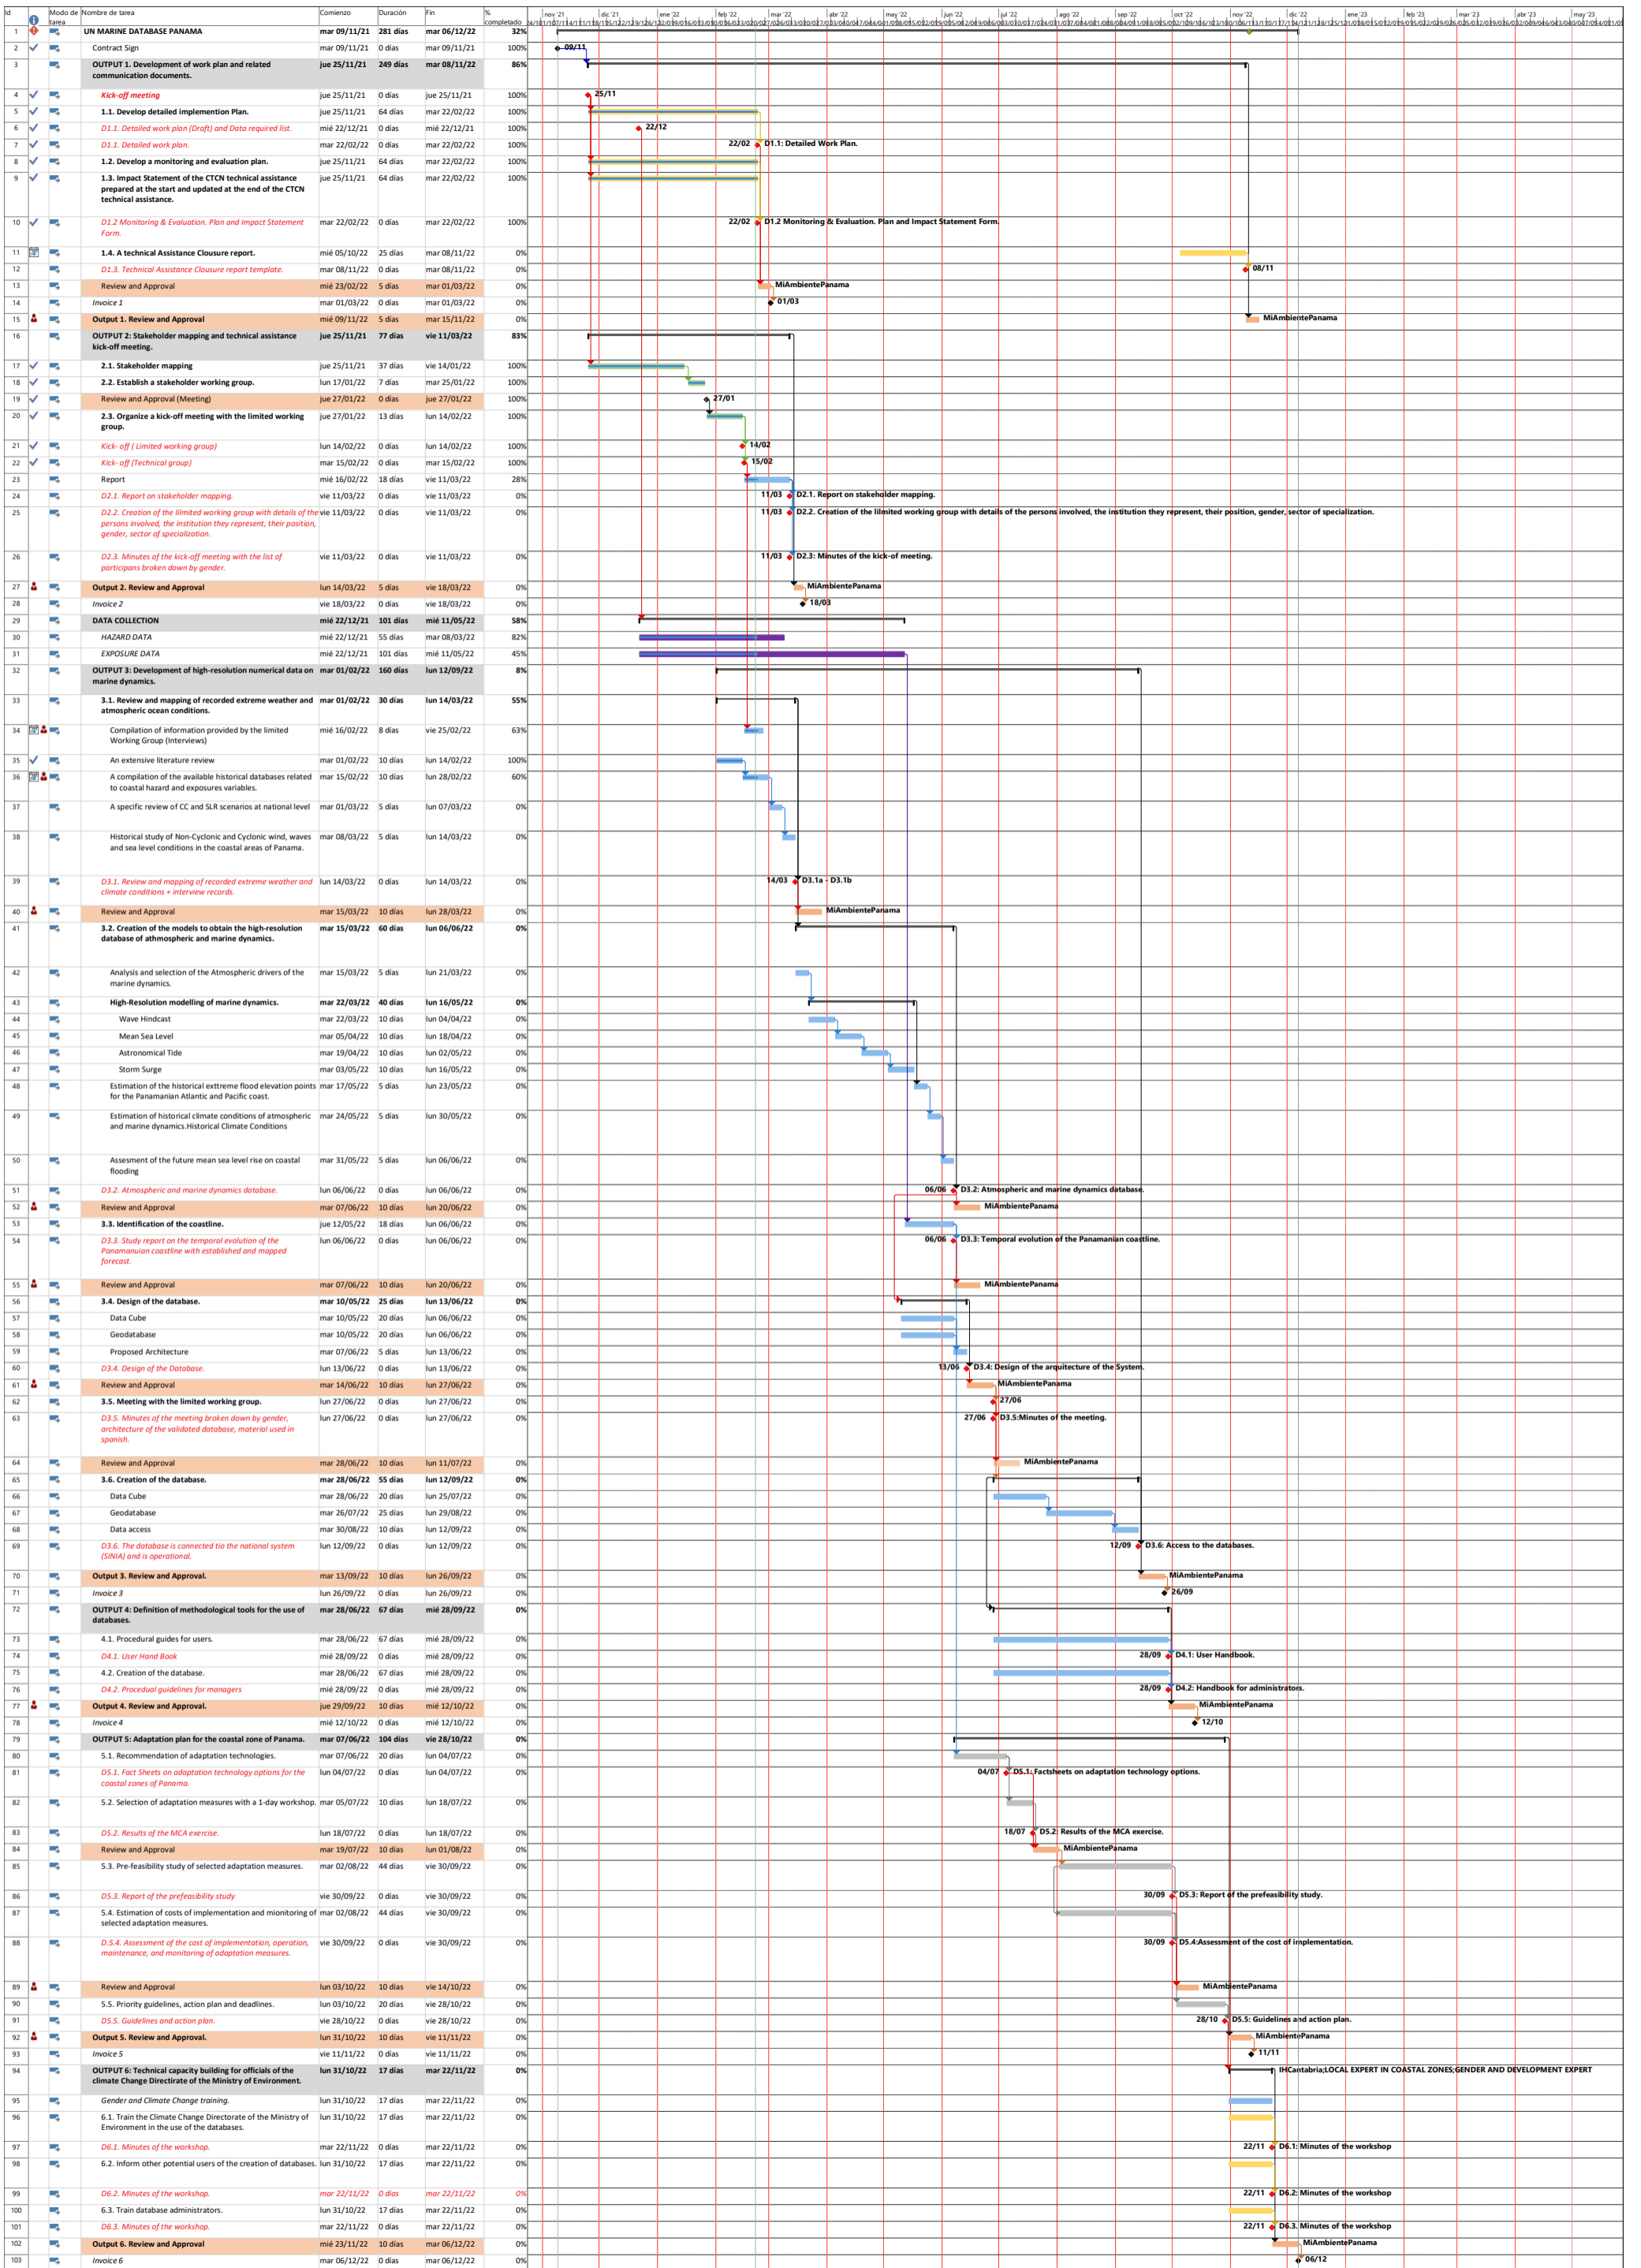 Id Modo de tarea Nombre de tarea Comienzo Duración Fin % completado
nov '21 dic '21 ene '22 feb '22 mar '22 abr '22 may '22 jun '22 jul '22 ago '22 sep '22 oct '22 nov '22 dic '22 ene '23 feb '23 mar '23 abr '23 may '23
1 UN MARINE DATABASE PANAMA mar 09/11/21 281 días mar 06/12/22 32%
2 Contract Sign mar 09/11/21 0 días mar 09/11/21 100% 09/11
3 OUTPUT 1. Development of work plan and related jue 25/11/21 249 días mar 08/11/22 86%
communication documents.
4 Kick-off meeting jue 25/11/21 0 días jue 25/11/21 100% 25/11
5 1.1. Develop detailed implemention Plan. jue 25/11/21 64 días mar 22/02/22 100%
6 D1.1. Detailed work plan (Draft) and Data required list. mié 22/12/21 0 días mié 22/12/21 100% 22/12
7 D1.1. Detailed work plan. mar 22/02/22 0 días mar 22/02/22 100% 22/02 D1.1: Detailed Work Plan.
8 1.2. Develop a monitoring and evaluation plan. jue 25/11/21 64 días mar 22/02/22 100%
9 1.3. Impact Statement of the CTCN technical assistance jue 25/11/21 64 días mar 22/02/22 100%
prepared at the start and updated at the end of the CTCN
technical assistance.
10 D1.2 Monitoring & Evaluation. Plan and Impact Statement mar 22/02/22 0 días mar 22/02/22 100% 22/02 D1.2 Monitoring & Evaluation. Plan and Impact Statement Form.
Form.
11 1.4. A technical Assistance Clousure report. mié 05/10/22 25 días mar 08/11/22 0%
12 D1.3. Technical Assistance Clousure report template. mar 08/11/22 0 días mar 08/11/22 0% 08/11
13 Review and Approval mié 23/02/22 5 días mar 01/03/22 0% MiAmbientePanama
14 Invoice 1 mar 01/03/22 0 días mar 01/03/22 0% 01/03
15 Output 1. Review and Approval mié 09/11/22 5 días mar 15/11/22 0% MiAmbientePanama
16 OUTPUT 2: Stakeholder mapping and technical assistance jue 25/11/21 77 días vie 11/03/22 83%
kick-off meeting.
17 2.1. Stakeholder mapping jue 25/11/21 37 días vie 14/01/22 100%
18 2.2. Establish a stakeholder working group. lun 17/01/22 7 días mar 25/01/22 100%
19 Review and Approval (Meeting) jue 27/01/22 0 días jue 27/01/22 100% 27/01
20 2.3. Organize a kick-off meeting with the limited working jue 27/01/22 13 días lun 14/02/22 100%
group.
21 Kick- off ( Limited working group) lun 14/02/22 0 días lun 14/02/22 100% 14/02
22 Kick- off (Technical group) mar 15/02/22 0 días mar 15/02/22 100% 15/02
23 Report mié 16/02/22 18 días vie 11/03/22 28%
24 D2.1. Report on stakeholder mapping. vie 11/03/22 0 días vie 11/03/22 0% 11/03 D2.1. Report on stakeholder mapping.
25 D2.2. Creation of the lilmited working group with details of the vie 11/03/22 0 días vie 11/03/22 0% 11/03 D2.2. Creation of the lilmited working group with details of the persons involved, the institution they represent, their position, gender, sector of specialization.
persons involved, the institution they represent, their position,
gender, sector of specialization.
26 D2.3. Minutes of the kick-off meeting with the list of vie 11/03/22 0 días vie 11/03/22 0% 11/03 D2.3: Minutes of the kick-of meeting.
participans broken down by gender.
27 Output 2. Review and Approval lun 14/03/22 5 días vie 18/03/22 0% MiAmbientePanama
28 Invoice 2 vie 18/03/22 0 días vie 18/03/22 0% 18/03
29 DATA COLLECTION mié 22/12/21 101 días mié 11/05/22 58%
30 HAZARD DATA mié 22/12/21 55 días mar 08/03/22 82%
31 EXPOSURE DATA mié 22/12/21 101 días mié 11/05/22 45%
32 OUTPUT 3: Development of high-resolution numerical data on mar 01/02/22 160 días lun 12/09/22 8%
marine dynamics.
33 3.1. Review and mapping of recorded extreme weather and mar 01/02/22 30 días lun 14/03/22 55%
atmospheric ocean conditions.
34 Compilation of information provided by the limited mié 16/02/22 8 días vie 25/02/22 63%
Working Group (Interviews)
35 An extensive literature review mar 01/02/22 10 días lun 14/02/22 100%
36 A compilation of the available historical databases related mar 15/02/22 10 días lun 28/02/22 60%
to coastal hazard and exposures variables.
37 A specific review of CC and SLR scenarios at national level mar 01/03/22 5 días lun 07/03/22 0%
38 Historical study of Non-Cyclonic and Cyclonic wind, waves mar 08/03/22 5 días lun 14/03/22 0%
and sea level conditions in the coastal areas of Panama.
39 D3.1. Review and mapping of recorded extreme weather and lun 14/03/22 0 días lun 14/03/22 0% 14/03 D3.1a - D3.1b
climate conditions + interview records.
40 Review and Approval mar 15/03/22 10 días lun 28/03/22 0% MiAmbientePanama
41 3.2. Creation of the models to obtain the high-resolution mar 15/03/22 60 días lun 06/06/22 0%
database of athmospheric and marine dynamics.
42 Analysis and selection of the Atmospheric drivers of the mar 15/03/22 5 días lun 21/03/22 0%
marine dynamics.
43 High-Resolution modelling of marine dynamics. mar 22/03/22 40 días lun 16/05/22 0%
44 Wave Hindcast mar 22/03/22 10 días lun 04/04/22 0%
45 Mean Sea Level mar 05/04/22 10 días lun 18/04/22 0%
46 Astronomical Tide mar 19/04/22 10 días lun 02/05/22 0%
47 Storm Surge mar 03/05/22 10 días lun 16/05/22 0%
48 Estimation of the historical exttreme flood elevation points mar 17/05/22 5 días lun 23/05/22 0%
for the Panamanian Atlantic and Pacific coast.
49 Estimation of historical climate conditions of atmospheric mar 24/05/22 5 días lun 30/05/22 0%
and marine dynamics.Historical Climate Conditions
50 Assesment of the future mean sea level rise on coastal mar 31/05/22 5 días lun 06/06/22 0%
flooding
51 D3.2. Atmospheric and marine dynamics database. lun 06/06/22 0 días lun 06/06/22 0% 06/06 D3.2: Atmospheric and marine dynamics database.
52 Review and Approval mar 07/06/22 10 días lun 20/06/22 0% MiAmbientePanama
53 3.3. Identification of the coastline. jue 12/05/22 18 días lun 06/06/22 0%
54 D3.3. Study report on the temporal evolution of the lun 06/06/22 0 días lun 06/06/22 0% 06/06 D3.3: Temporal evolution of the Panamanian coastline.
Panamanuian coastline with established and mapped
forecast.
55 Review and Approval mar 07/06/22 10 días lun 20/06/22 0% MiAmbientePanama
56 3.4. Design of the database. mar 10/05/22 25 días lun 13/06/22 0%
57 Data Cube mar 10/05/22 20 días lun 06/06/22 0%
58 Geodatabase mar 10/05/22 20 días lun 06/06/22 0%
59 Proposed Architecture mar 07/06/22 5 días lun 13/06/22 0%
60 D3.4. Design of the Database. lun 13/06/22 0 días lun 13/06/22 0% 13/06 D3.4: Design of the arquitecture of the System.
61 Review and Approval mar 14/06/22 10 días lun 27/06/22 0% MiAmbientePanama
62 3.5. Meeting with the limited working group. lun 27/06/22 0 días lun 27/06/22 0% 27/06
63 D3.5. Minutes of the meeting broken down by gender, lun 27/06/22 0 días lun 27/06/22 0% 27/06 D3.5:Minutes of the meeting.
architecture of the validated database, material used in
spanish.
64 Review and Approval mar 28/06/22 10 días lun 11/07/22 0% MiAmbientePanama
65 3.6. Creation of the database. mar 28/06/22 55 días lun 12/09/22 0%
66 Data Cube mar 28/06/22 20 días lun 25/07/22 0%
67 Geodatabase mar 26/07/22 25 días lun 29/08/22 0%
68 Data access mar 30/08/22 10 días lun 12/09/22 0%
69 D3.6. The database is connected tio the national system lun 12/09/22 0 días lun 12/09/22 0% 12/09 D3.6: Access to the databases.
(SINIA) and is operational.
70 Output 3. Review and Approval. mar 13/09/22 10 días lun 26/09/22 0% MiAmbientePanama
71 Invoice 3 lun 26/09/22 0 días lun 26/09/22 0% 26/09
72 OUTPUT 4: Definition of methodological tools for the use of mar 28/06/22 67 días mié 28/09/22 0%
databases.
73 4.1. Procedural guides for users. mar 28/06/22 67 días mié 28/09/22 0%
74 D4.1. User Hand Book mié 28/09/22 0 días mié 28/09/22 0% 28/09 D4.1: User Handbook.
75 4.2. Creation of the database. mar 28/06/22 67 días mié 28/09/22 0%
76 D4.2. Procedual guidelines for managers mié 28/09/22 0 días mié 28/09/22 0% 28/09 D4.2: Handbook for administrators.
77 Output 4. Review and Approval. jue 29/09/22 10 días mié 12/10/22 0% MiAmbientePanama
78 Invoice 4 mié 12/10/22 0 días mié 12/10/22 0% 12/10
79 OUTPUT 5: Adaptation plan for the coastal zone of Panama. mar 07/06/22 104 días vie 28/10/22 0%
80 5.1. Recommendation of adaptation technologies. mar 07/06/22 20 días lun 04/07/22 0%
81 D5.1. Fact Sheets on adaptation technology options for the lun 04/07/22 0 días lun 04/07/22 0% 04/07 D5.1: Factsheets on adaptation technology options.
coastal zones of Panama.
82 5.2. Selection of adaptation measures with a 1-day workshop. mar 05/07/22 10 días lun 18/07/22 0%
83 D5.2. Results of the MCA exercise. lun 18/07/22 0 días lun 18/07/22 0% 18/07 D5.2: Results of the MCA exercise.
84 Review and Approval mar 19/07/22 10 días lun 01/08/22 0% MiAmbientePanama
85 5.3. Pre-feasibility study of selected adaptation measures. mar 02/08/22 44 días vie 30/09/22 0%
86 D5.3. Report of the prefeasibility study vie 30/09/22 0 días vie 30/09/22 0% 30/09 D5.3: Report of the prefeasibility study.
87 5.4. Estimation of costs of implementation and mionitoring of mar 02/08/22 44 días vie 30/09/22 0%
selected adaptation measures.
88 D.5.4. Assessment of the cost of implementation, operation, vie 30/09/22 0 días vie 30/09/22 0% 30/09 D5.4:Assessment of the cost of implementation.
maintenance, and monitoring of adaptation measures.
89 Review and Approval lun 03/10/22 10 días vie 14/10/22 0% MiAmbientePanama
90 5.5. Priority guidelines, action plan and deadlines. lun 03/10/22 20 días vie 28/10/22 0%
91 D5.5. Guidelines and action plan. vie 28/10/22 0 días vie 28/10/22 0% 28/10 D5.5: Guidelines and action plan.
92 Output 5. Review and Approval. lun 31/10/22 10 días vie 11/11/22 0% MiAmbientePanama
93 Invoice 5 vie 11/11/22 0 días vie 11/11/22 0% 11/11
94 OUTPUT 6: Technical capacity building for officials of the lun 31/10/22 17 días mar 22/11/22 0% IHCantabria;LOCAL EXPERT IN COASTAL ZONES;GENDER AND DEVELOPMENT EXPERT
climate Change Directirate of the Ministry of Environment.
95 Gender and Climate Change training. lun 31/10/22 17 días mar 22/11/22 0%
96 6.1. Train the Climate Change Directorate of the Ministry of lun 31/10/22 17 días mar 22/11/22 0%
Environment in the use of the databases.
97 D6.1. Minutes of the workshop. mar 22/11/22 0 días mar 22/11/22 0% 22/11 D6.1: Minutes of the workshop
98 6.2. Inform other potential users of the creation of databases. lun 31/10/22 17 días mar 22/11/22 0%
99 D6.2. Minutes of the workshop. mar 22/11/22 0 días mar 22/11/22 0% 22/11 D6.2: Minutes of the workshop
100 6.3. Train database administrators. lun 31/10/22 17 días mar 22/11/22 0%
101 D6.3. Minutes of the workshop. mar 22/11/22 0 días mar 22/11/22 0% 22/11 D6.3. Minutes of the workshop
102 Output 6. Review and Approval mié 23/11/22 10 días mar 06/12/22 0% MiAmbientePanama
103 Invoice 6 mar 06/12/22 0 días mar 06/12/22 0% 06/12